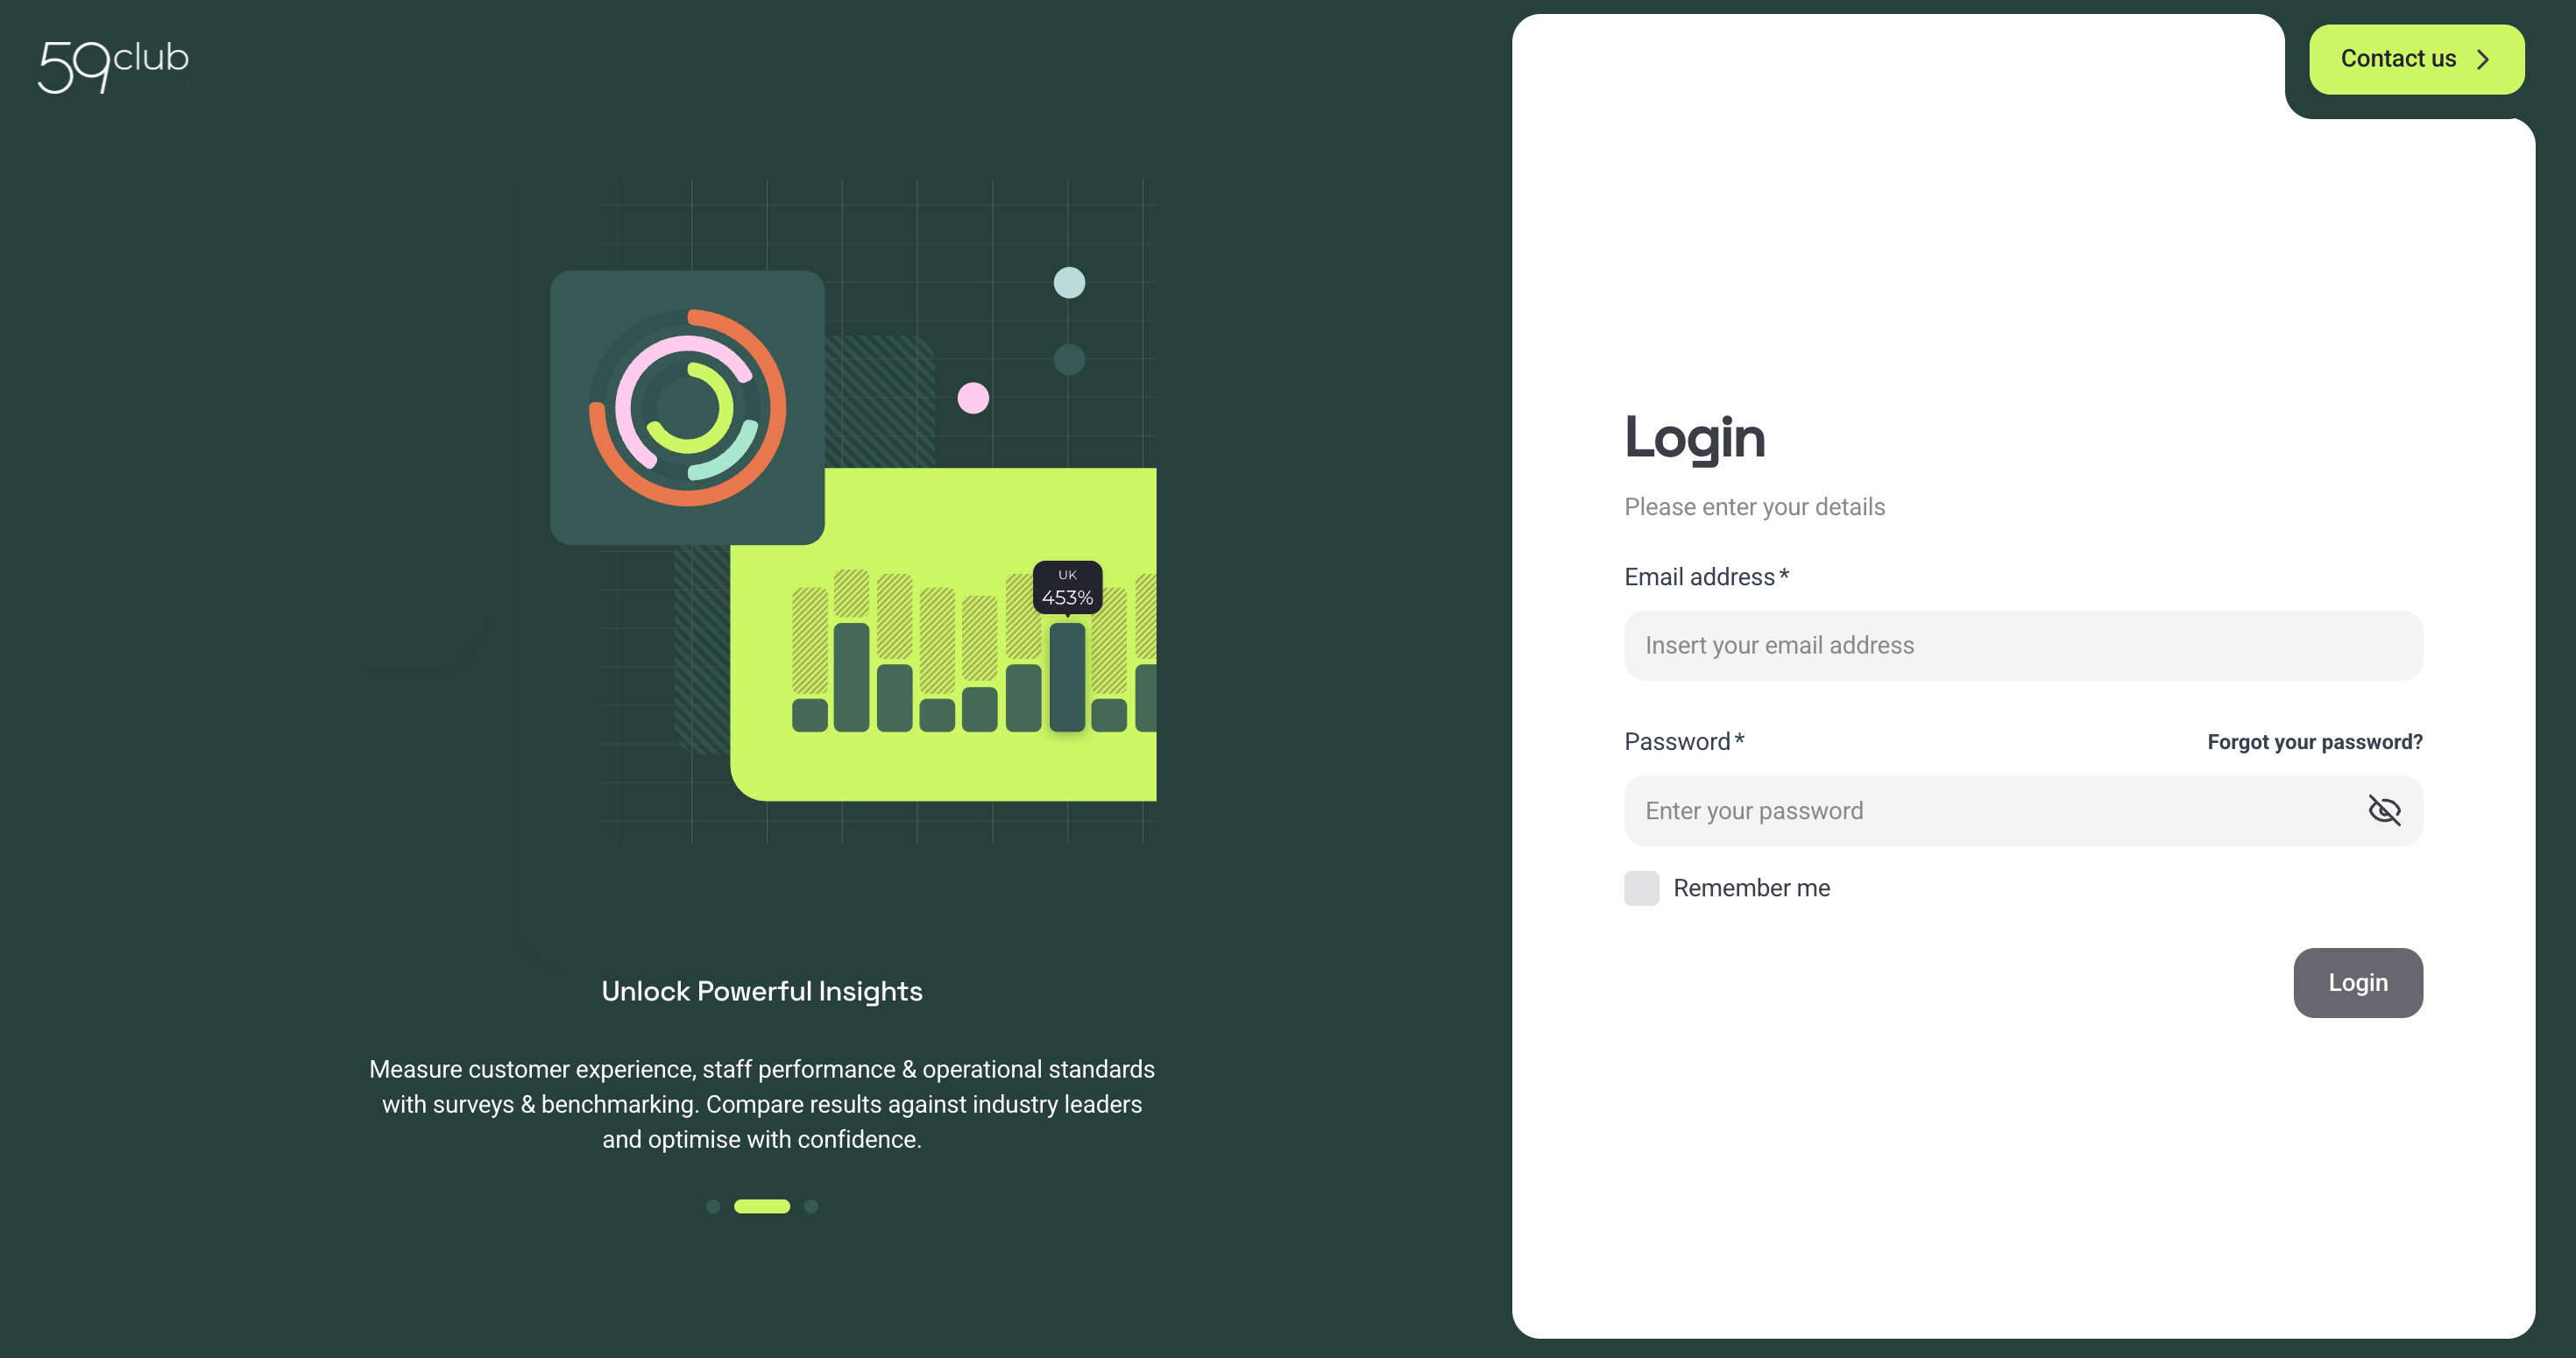 59club
Contact us
UK
453%
Unlock Powerful Insights
Measure customer experience, staff performance & operational standards
with surveys & benchmarking. Compare results against industry leaders
and optimise with confidence.
Login
Please enter your details
Email address*
Insert your email address
Password*
Forgot your password?
Enter your password
Remember me
Login